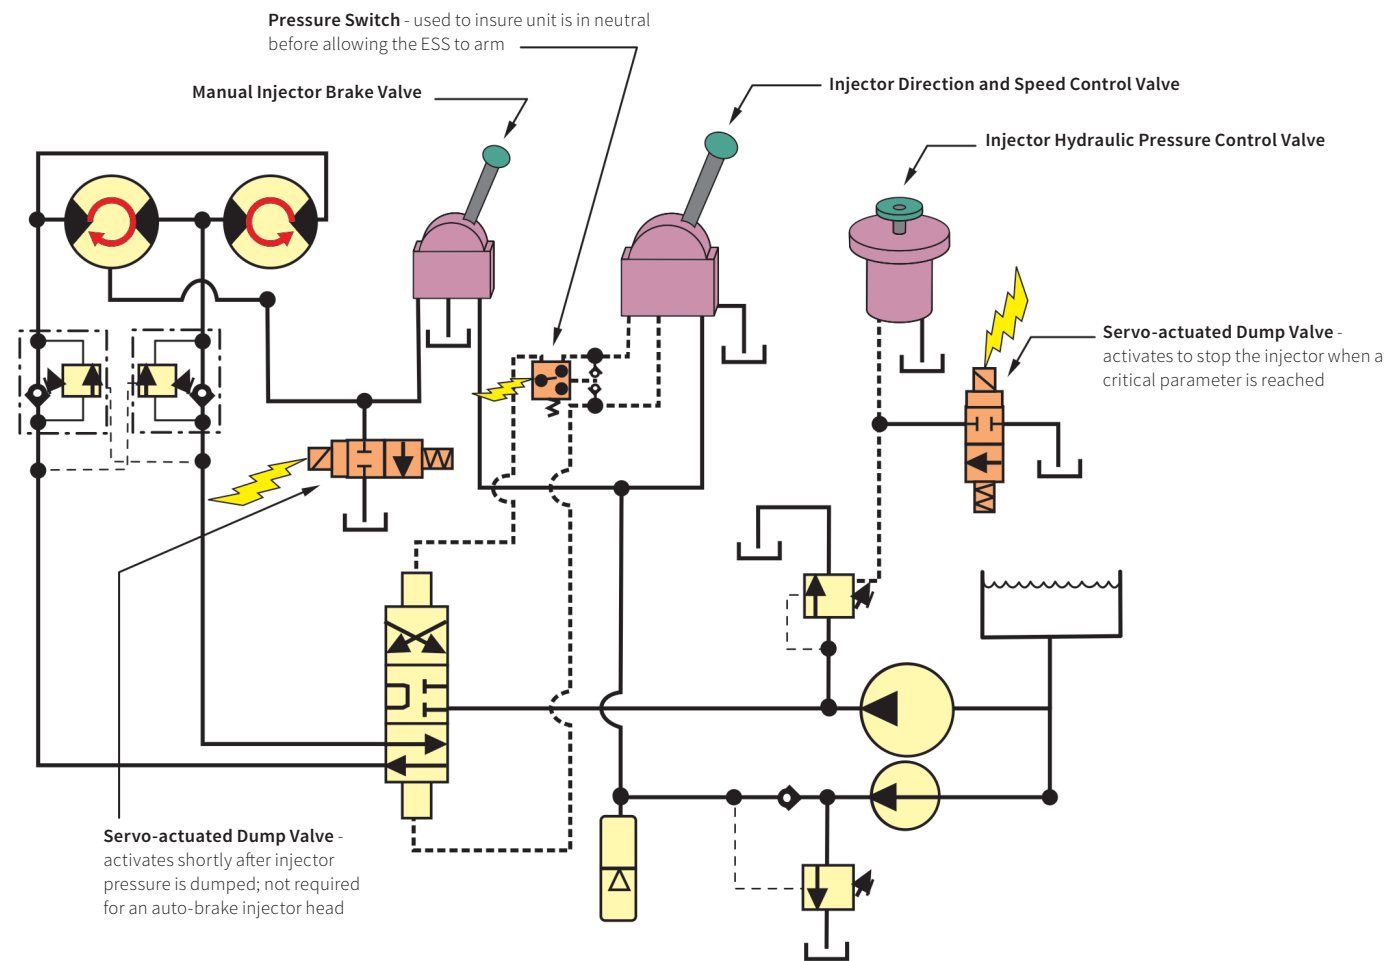 Pressure Switch - used to insure unit is in neutral
before allowing the ESS to arm
Manual Injector Brake Valve
Injector Direction and Speed Control Valve
Injector Hydraulic Pressure Control Valve
Servo-actuated Dump Valve -
activates to stop the injector when a
critical parameter is reached
Servo-actuated Dump Valve -
activates shortly after injector
pressure is dumped; not required
for an auto-brake injector head